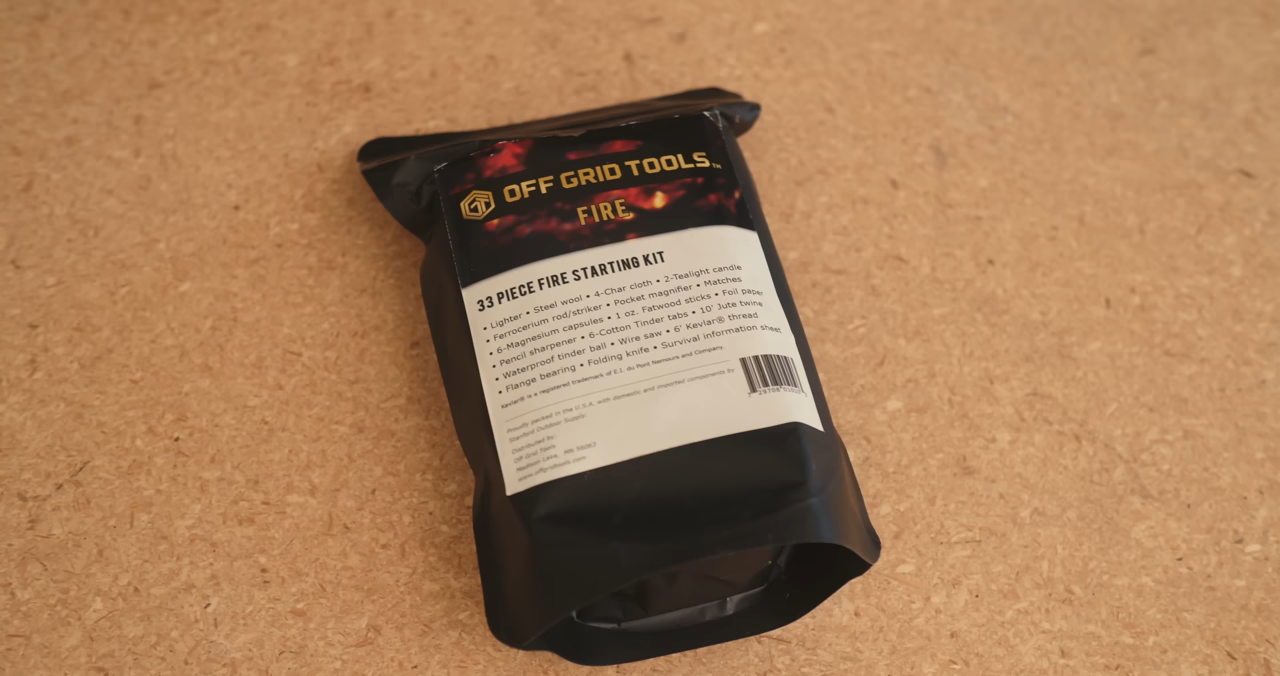 OFF GRID TOOLS™
FIRE
33 PIECE FIRE STARTING KIT
• Lighter • Steel wool • 4-Char cloth • 2-Tealight candle
• Ferrocerium rod/striker • Pocket magnifier • Matches
• 6-Magnesium capsules • 1 oz. Fatwood sticks • Foil paper
• Pencil sharpener • 6-Cotton Tinder tabs • 10' Jute twine
• Waterproof tinder ball • Wire saw • 6' Kevlar® thread
• Flange bearing • Folding knife • Survival information sheet
Kevlar® is a registered trademark of E.I. du Pont Nemours and Company.
Proudly packed in the U.S.A. with domestic and imported components by
Stanford Outdoor Supply.
Distributed by:
Off Grid Tools
Madison Lake, MN 56063
www.offgridtools.com